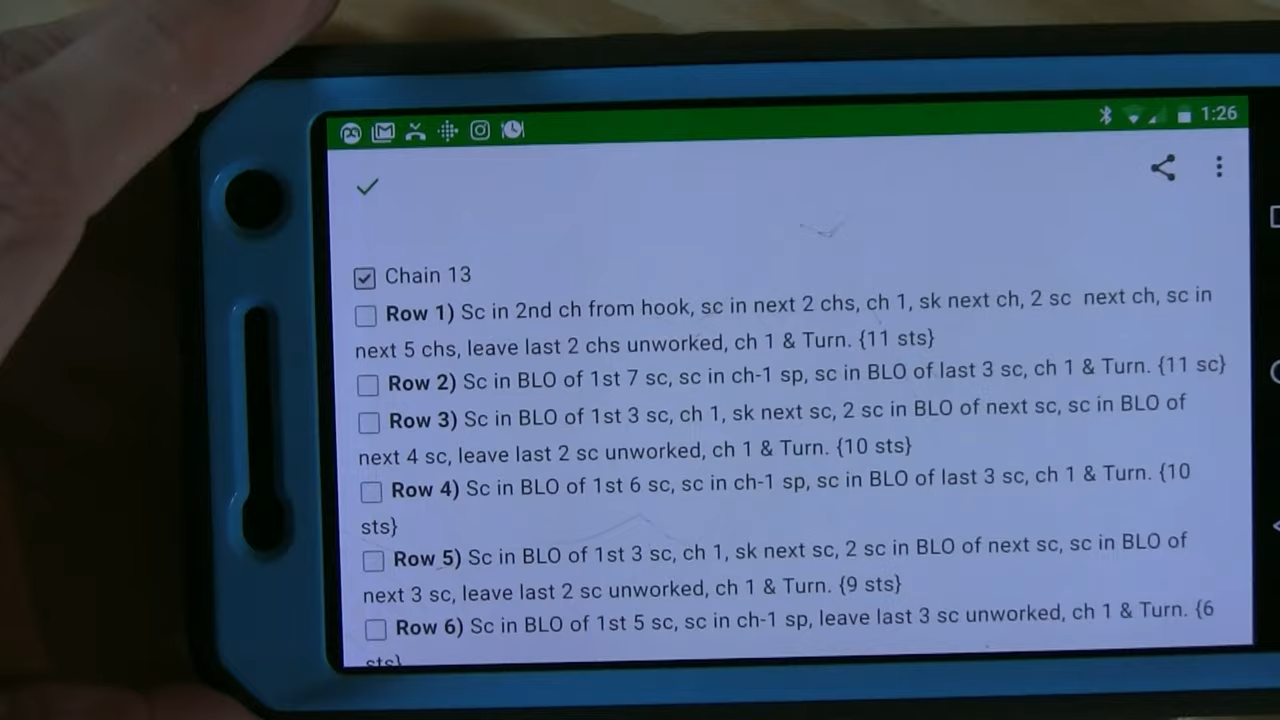 1:26
Chain 13
Row 1) Sc in 2nd ch from hook, sc in next 2 chs, ch 1, sk next ch, 2 sc  next ch, sc in
next 5 chs, leave last 2 chs unworked, ch 1 & Turn. {11 sts}
Row 2) Sc in BLO of 1st 7 sc, sc in ch-1 sp, sc in BLO of last 3 sc, ch 1 & Turn. {11 sc}
Row 3) Sc in BLO of 1st 3 sc, ch 1, sk next sc, 2 sc in BLO of next sc, sc in BLO of
next 4 sc, leave last 2 sc unworked, ch 1 & Turn. {10 sts}
Row 4) Sc in BLO of 1st 6 sc, sc in ch-1 sp, sc in BLO of last 3 sc, ch 1 & Turn. {10
sts}
Row 5) Sc in BLO of 1st 3 sc, ch 1, sk next sc, 2 sc in BLO of next sc, sc in BLO of
next 3 sc, leave last 2 sc unworked, ch 1 & Turn. {9 sts}
Row 6) Sc in BLO of 1st 5 sc, sc in ch-1 sp, leave last 3 sc unworked, ch 1 & Turn. {6
sts}